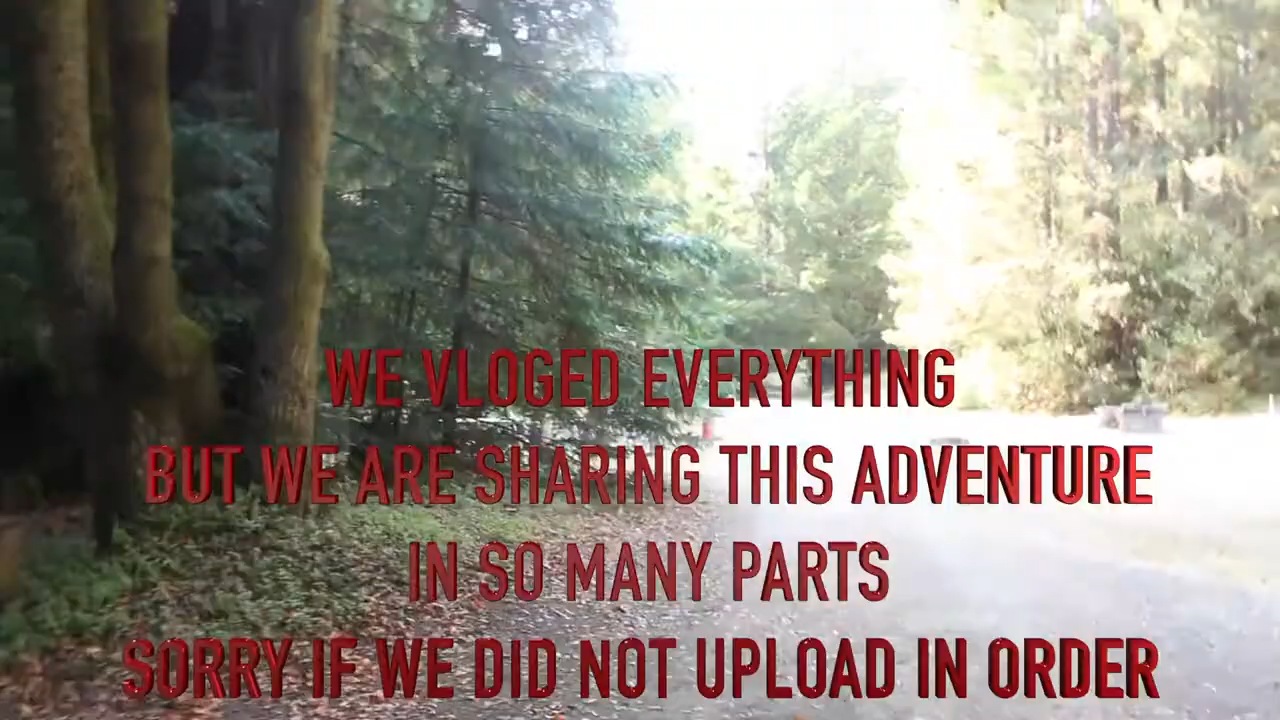 WE VLOGED EVERYTHING
BUT WE ARE SHARING THIS ADVENTURE
IN SO MANY PARTS
SORRY IF WE DID NOT UPLOAD IN ORDER